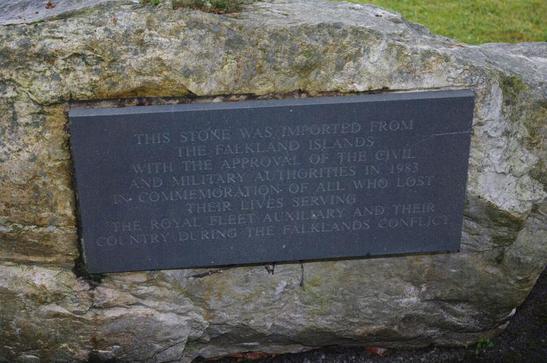 THIS STONE WAS IMPORTED FROM
THE FALKLAND ISLANDS
WITH THE APPROVAL OF THE CIVIL
AND MILITARY AUTHORITIES IN 1983
IN COMMEMORATION OF ALL WHO LOST
THEIR LIVES SERVING
THE ROYAL FLEET AUXILIARY AND THEIR
COUNTRY DURING THE FALKLANDS CONFLICT